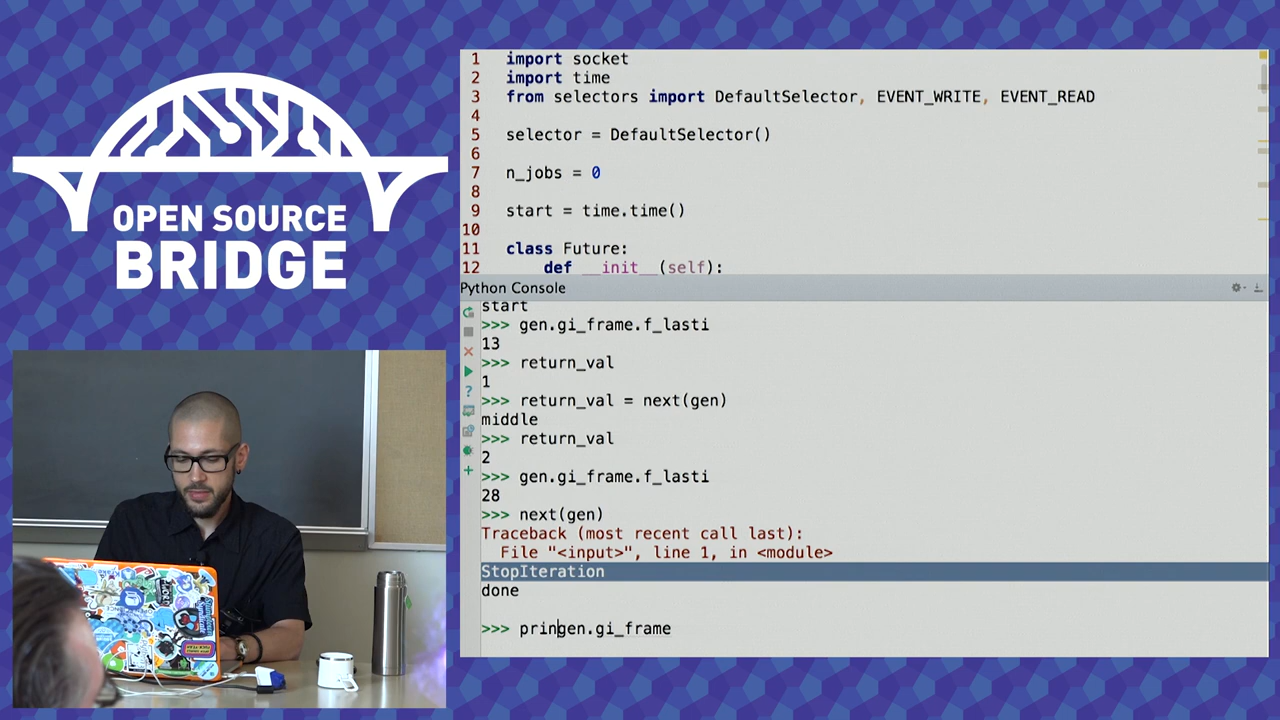 OPEN SOURCE
BRIDGE
1 import socket
2 import time
3 from selectors import DefaultSelector, EVENT_WRITE, EVENT_READ
4
5 selector = DefaultSelector()
6
7 n_jobs = 0
8
9 start = time.time()
10
11 class Future:
12 def __init__(self):
Python Console
start
>>> gen.gi_frame.f_lasti
13
>>> return_val
1
>>> return_val = next(gen)
middle
>>> return_val
2
>>> gen.gi_frame.f_lasti
28
>>> next(gen)
Traceback (most recent call last):
File "<input>", line 1, in <module>
StopIteration
done
>>> pringen.gi_frame